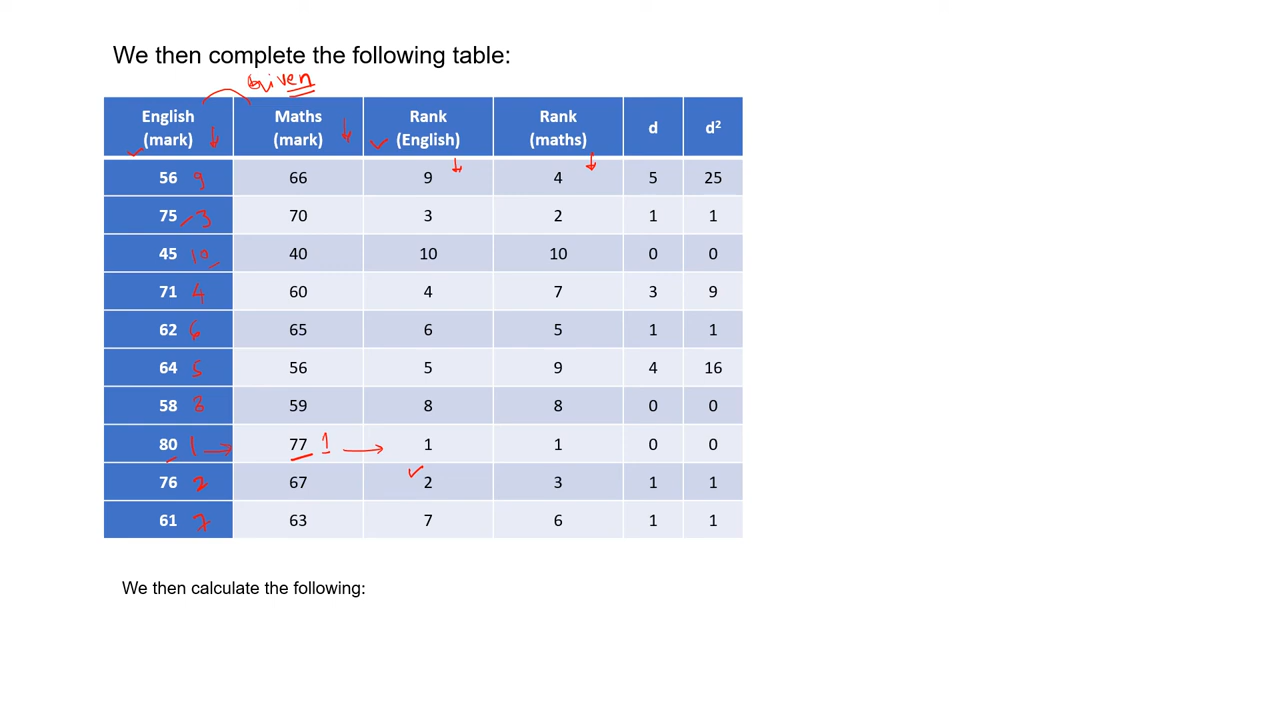 We then complete the following table:
Given
English (mark) Maths (mark) Rank (English) Rank (maths) d d²
56 9 66 9 4 5 25
75 3 70 3 2 1 1
45 10 40 10 10 0 0
71 4 60 4 7 3 9
62 6 65 6 5 1 1
64 5 56 5 9 4 16
58 8 59 8 8 0 0
80 1 77 1 1 1 0 0
76 2 67 2 3 1 1
61 7 63 7 6 1 1
We then calculate the following: